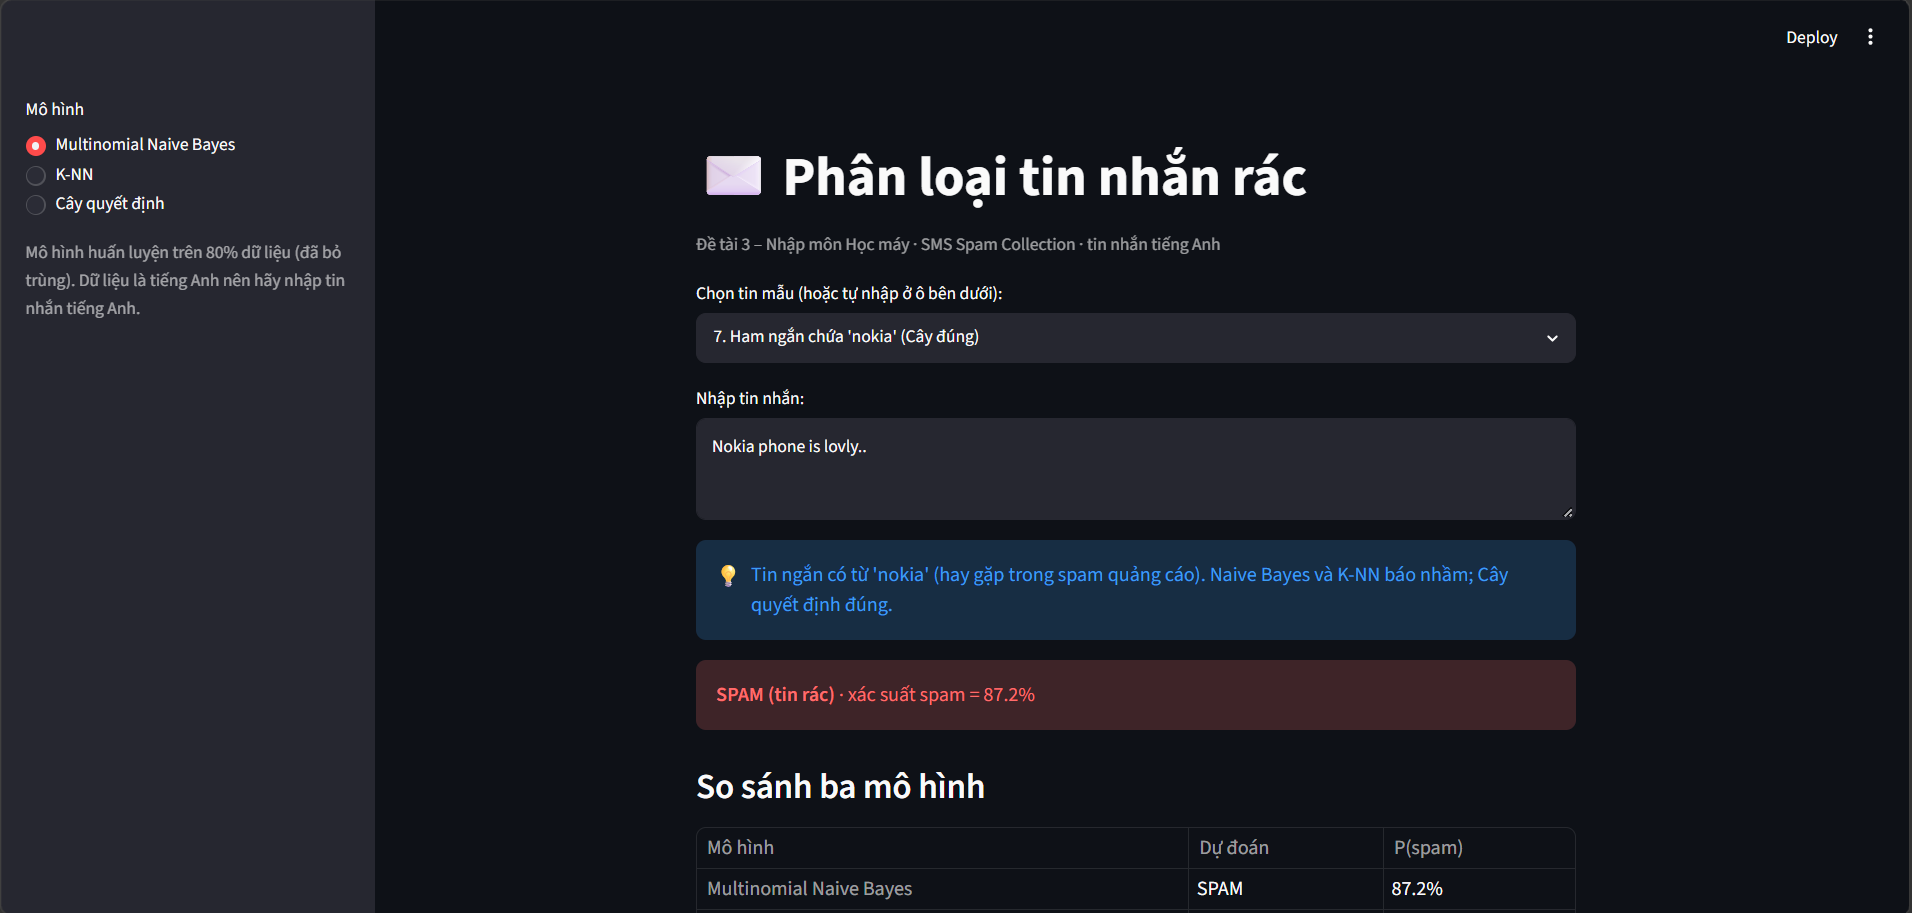 Deploy
Mô hình
Multinomial Naive Bayes
K-NN
Cây quyết định
Mô hình huấn luyện trên 80% dữ liệu (đã bỏ
trùng). Dữ liệu là tiếng Anh nên hãy nhập tin
nhắn tiếng Anh.
Phân loại tin nhắn rác
Đề tài 3 – Nhập môn Học máy · SMS Spam Collection · tin nhắn tiếng Anh
Chọn tin mẫu (hoặc tự nhập ở ô bên dưới):
7. Ham ngắn chứa 'nokia' (Cây đúng)
Nhập tin nhắn:
Nokia phone is lovly..
Tin ngắn có từ 'nokia' (hay gặp trong spam quảng cáo). Naive Bayes và K-NN báo nhầm; Cây
quyết định đúng.
SPAM (tin rác) · xác suất spam = 87.2%
So sánh ba mô hình
Mô hình Dự đoán P(spam)
Multinomial Naive Bayes SPAM 87.2%